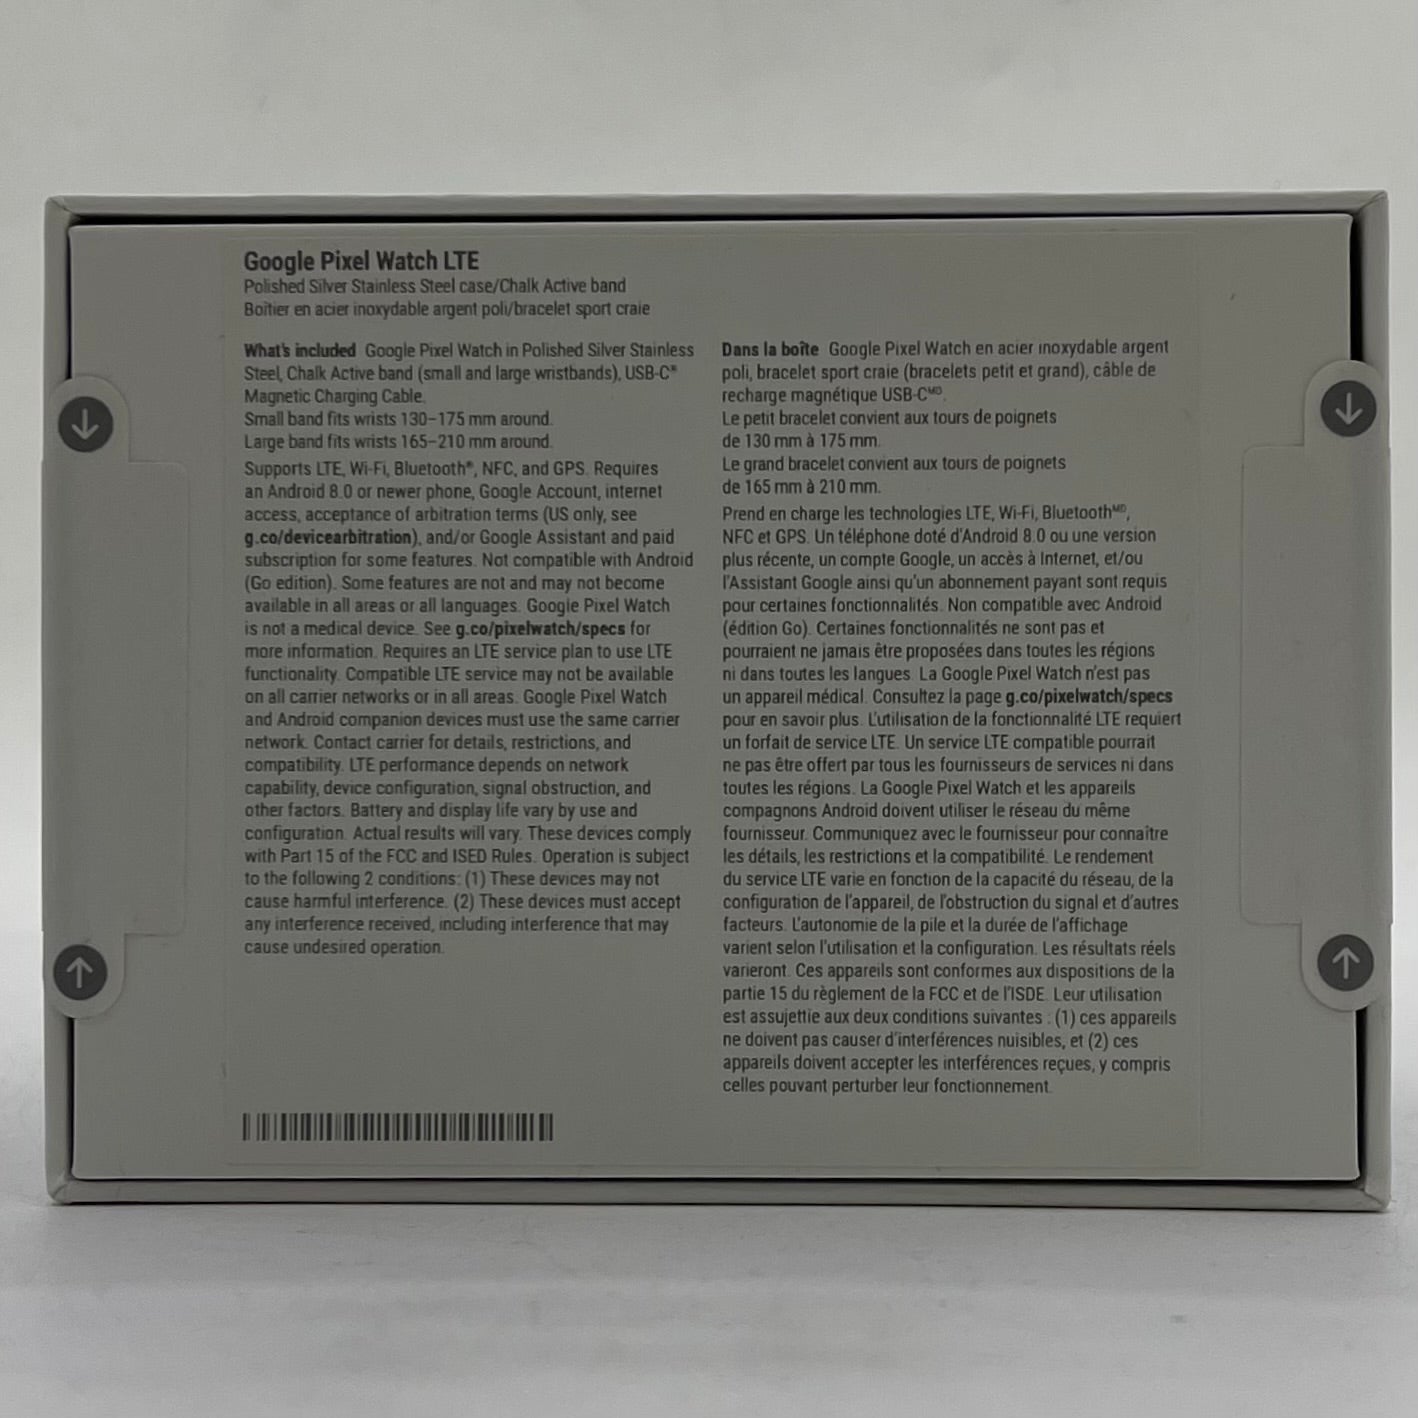 Google Pixel Watch LTE
Polished Silver Stainless Steel case/Chalk Active band
Boîtier en acier inoxydable argent poli/bracelet sport craie
What's included Google Pixel Watch in Polished Silver Stainless
Steel, Chalk Active band (small and large wristbands), USB-C®
Magnetic Charging Cable.
Small band fits wrists 130–175 mm around.
Large band fits wrists 165–210 mm around.
Supports LTE, Wi-Fi, Bluetooth®, NFC, and GPS. Requires
an Android 8.0 or newer phone, Google Account, internet
access, acceptance of arbitration terms (US only, see
g.co/devicearbitration), and/or Google Assistant and paid
subscription for some features. Not compatible with Android
(Go edition). Some features are not and may not become
available in all areas or all languages. Google Pixel Watch
is not a medical device. See g.co/pixelwatch/specs for
more information. Requires an LTE service plan to use LTE
functionality. Compatible LTE service may not be available
on all carrier networks or in all areas. Google Pixel Watch
and Android companion devices must use the same carrier
network. Contact carrier for details, restrictions, and
compatibility. LTE performance depends on network
capability, device configuration, signal obstruction, and
other factors. Battery and display life vary by use and
configuration. Actual results will vary. These devices comply
with Part 15 of the FCC and ISED Rules. Operation is subject
to the following 2 conditions: (1) These devices may not
cause harmful interference. (2) These devices must accept
any interference received, including interference that may
cause undesired operation.
Dans la boîte Google Pixel Watch en acier inoxydable argent
poli, bracelet sport craie (bracelets petit et grand), câble de
recharge magnétique USB-Cᴹᴰ.
Le petit bracelet convient aux tours de poignets
de 130 mm à 175 mm.
Le grand bracelet convient aux tours de poignets
de 165 mm à 210 mm.
Prend en charge les technologies LTE, Wi-Fi, Bluetoothᴹᴰ,
NFC et GPS. Un téléphone doté d'Android 8.0 ou une version
plus récente, un compte Google, un accès à Internet, et/ou
l'Assistant Google ainsi qu'un abonnement payant sont requis
pour certaines fonctionnalités. Non compatible avec Android
(édition Go). Certaines fonctionnalités ne sont pas et
pourraient ne jamais être proposées dans toutes les régions
ni dans toutes les langues. La Google Pixel Watch n'est pas
un appareil médical. Consultez la page g.co/pixelwatch/specs
pour en savoir plus. L'utilisation de la fonctionnalité LTE requiert
un forfait de service LTE. Un service LTE compatible pourrait
ne pas être offert par tous les fournisseurs de services ni dans
toutes les régions. La Google Pixel Watch et les appareils
compagnons Android doivent utiliser le réseau du même
fournisseur. Communiquez avec le fournisseur pour connaître
les détails, les restrictions et la compatibilité. Le rendement
du service LTE varie en fonction de la capacité du réseau, de la
configuration de l'appareil, de l'obstruction du signal et d'autres
facteurs. L'autonomie de la pile et la durée de l'affichage
varient selon l'utilisation et la configuration. Les résultats réels
varieront. Ces appareils sont conformes aux dispositions de la
partie 15 du règlement de la FCC et de l'ISDE. Leur utilisation
est assujettie aux deux conditions suivantes : (1) ces appareils
ne doivent pas causer d'interférences nuisibles, et (2) ces
appareils doivent accepter les interférences reçues, y compris
celles pouvant perturber leur fonctionnement.